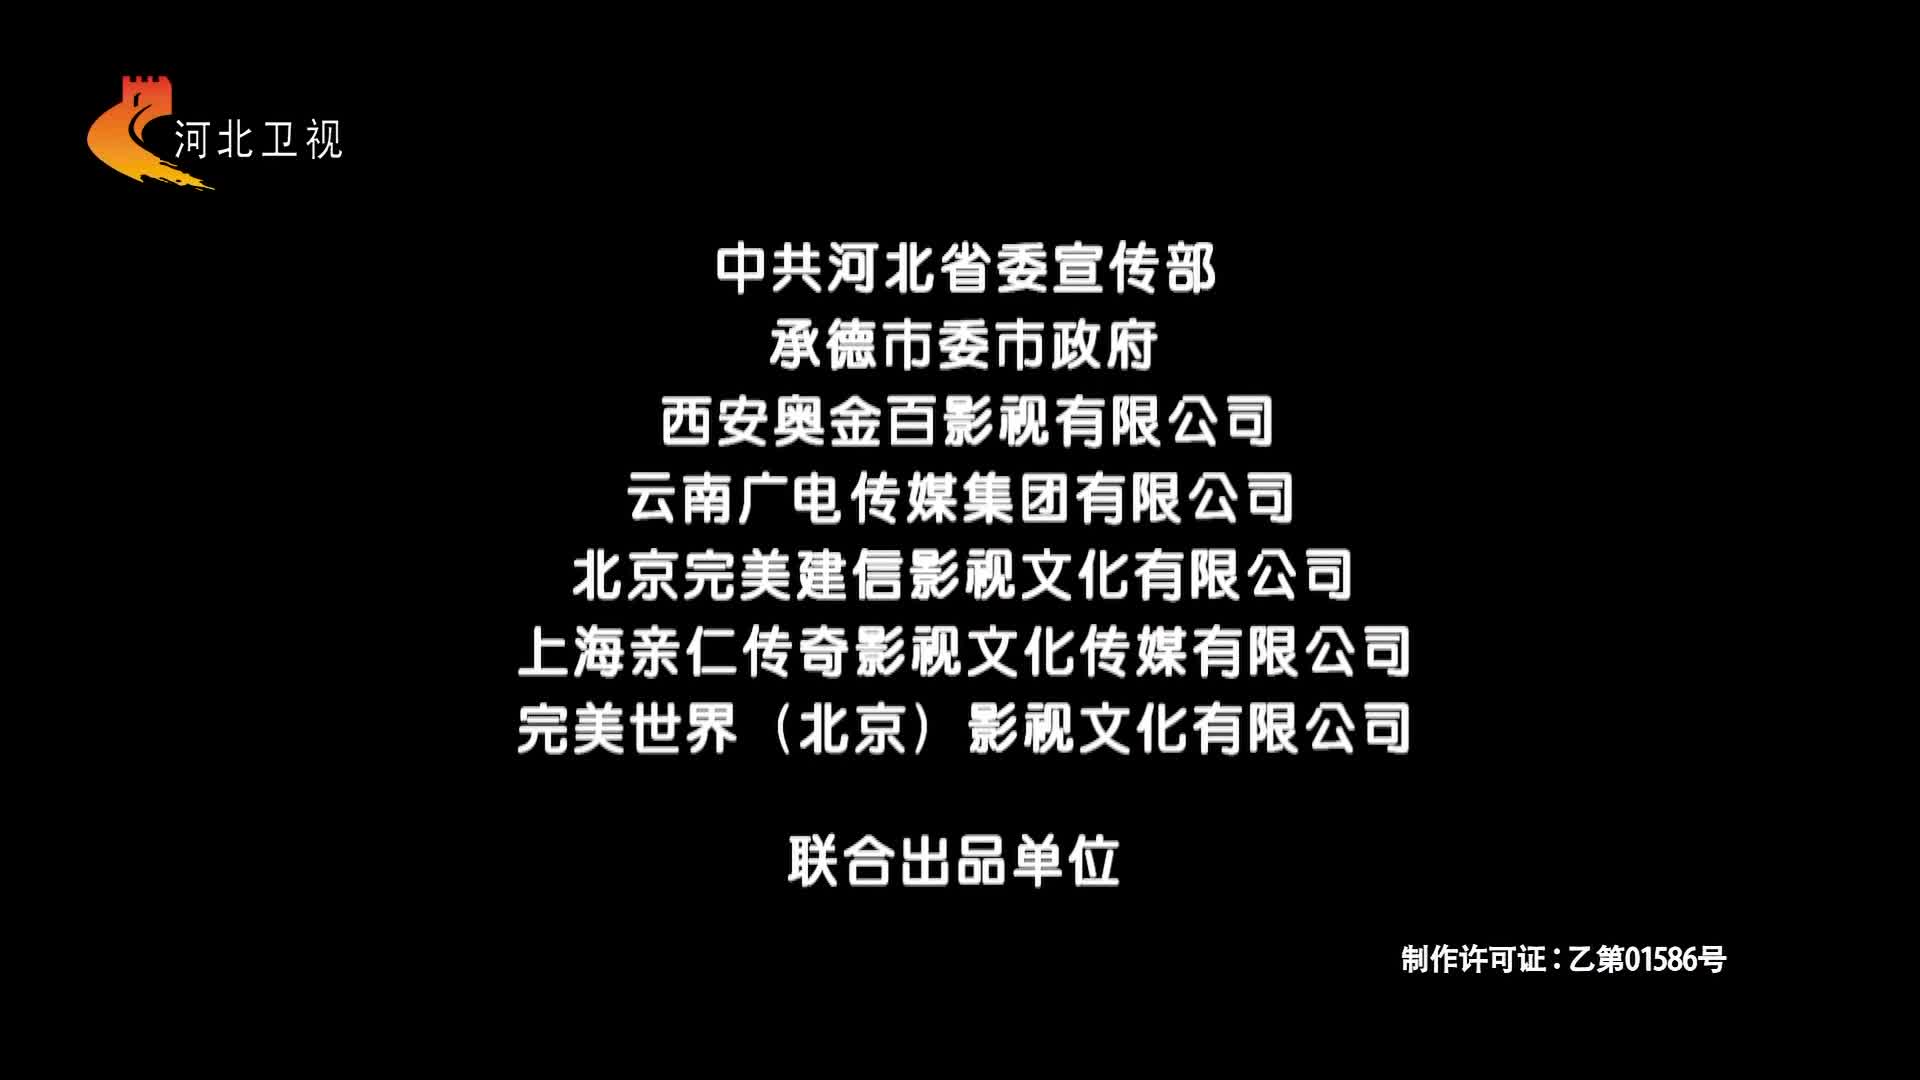 河北卫视
中共河北省委宣传部
承德市委市政府
西安奥金百影视有限公司
云南广电传媒集团有限公司
北京完美建信影视文化有限公司
上海亲仁传奇影视文化传媒有限公司
完美世界（北京）影视文化有限公司
联合出品单位
制作许可证：乙第01586号